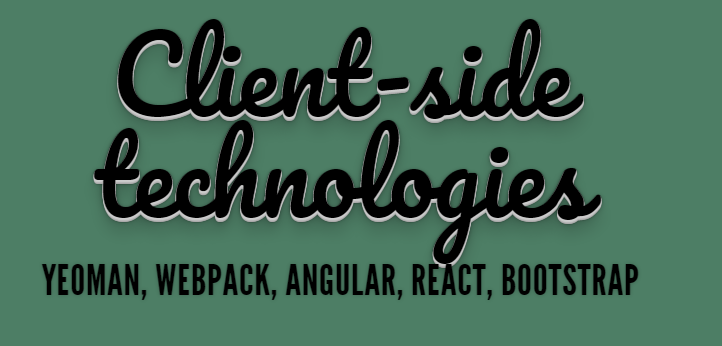 Client-side
technologies
YEOMAN, WEBPACK, ANGULAR, REACT, BOOTSTRAP